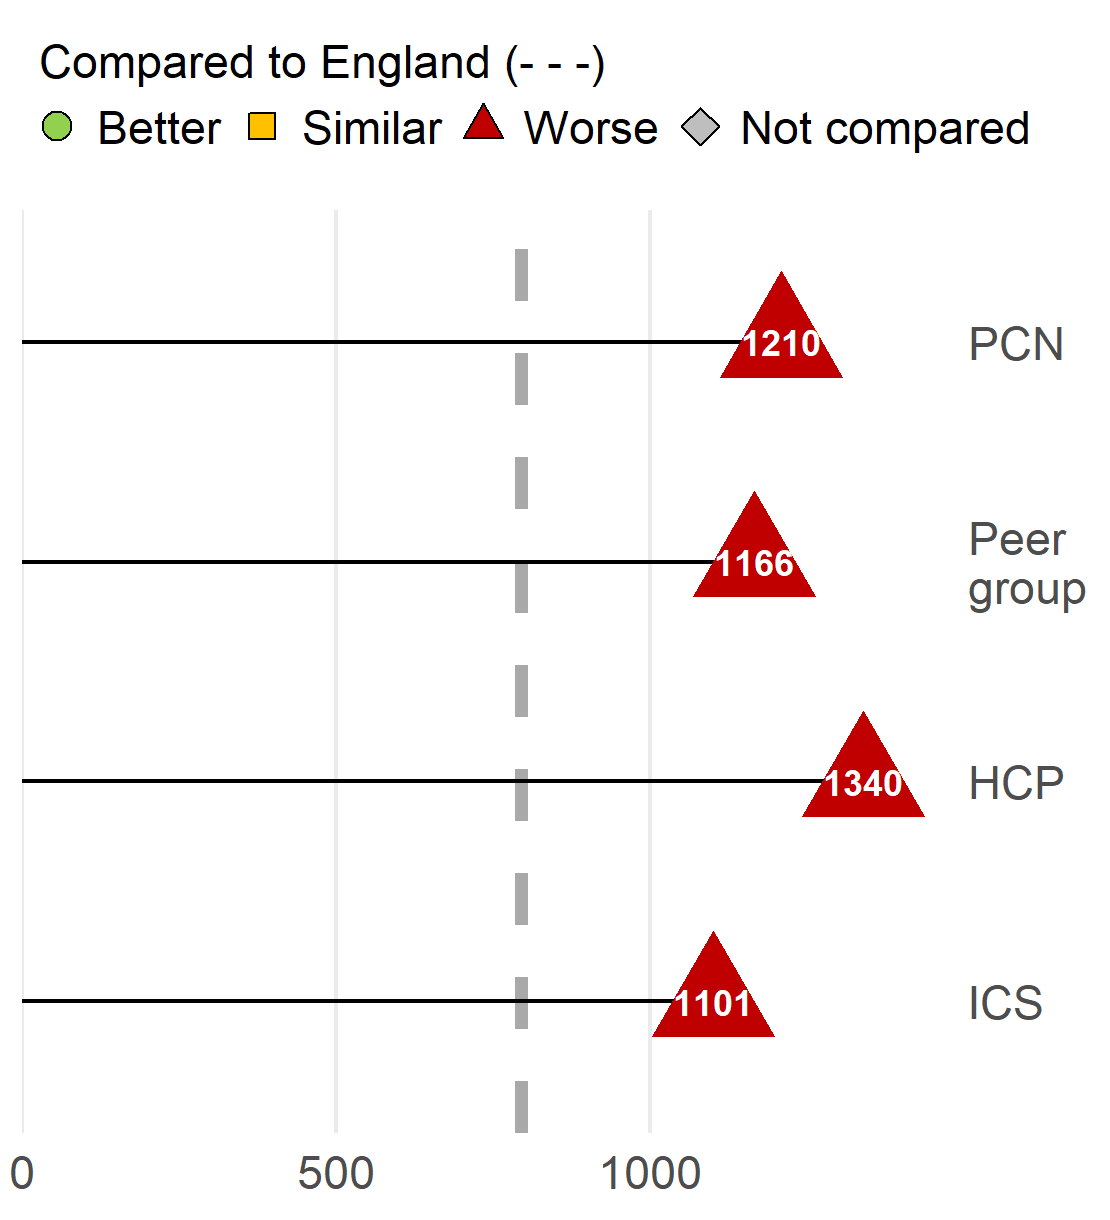 Compared to England (- - -)
Better Similar Worse Not compared
1210 PCN
1166 Peer
group
1340 HCP
1101 ICS
0 500 1000